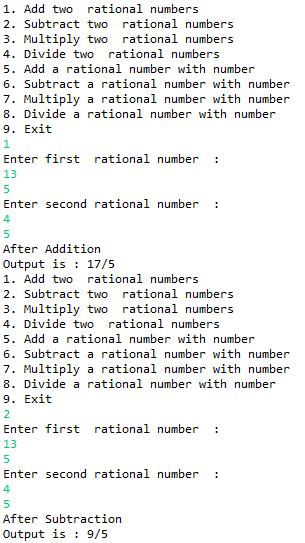 1. Add two  rational numbers
2. Subtract two  rational numbers
3. Multiply two  rational numbers
4. Divide two  rational numbers
5. Add a rational number with number
6. Subtract a rational number with number
7. Multiply a rational number with number
8. Divide a rational number with number
9. Exit
1
Enter first  rational number  :
13
5
Enter second rational number  :
4
5
After Addition
Output is : 17/5
1. Add two  rational numbers
2. Subtract two  rational numbers
3. Multiply two  rational numbers
4. Divide two  rational numbers
5. Add a rational number with number
6. Subtract a rational number with number
7. Multiply a rational number with number
8. Divide a rational number with number
9. Exit
2
Enter first  rational number  :
13
5
Enter second rational number  :
4
5
After Subtraction
Output is : 9/5